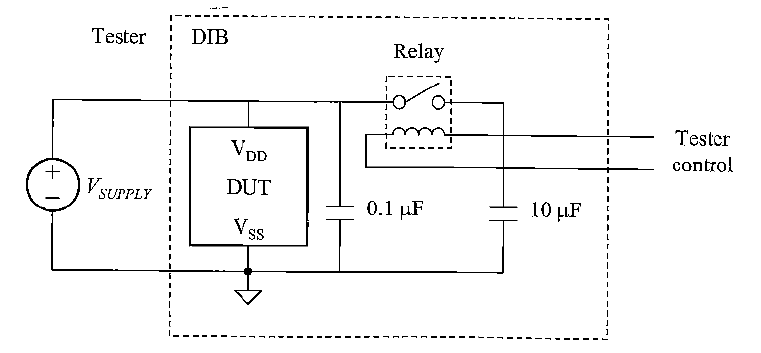 Tester
DIB
Relay
V_DD
DUT
V_SS
+
−
V_SUPPLY
0.1 µF
10 µF
Tester
control